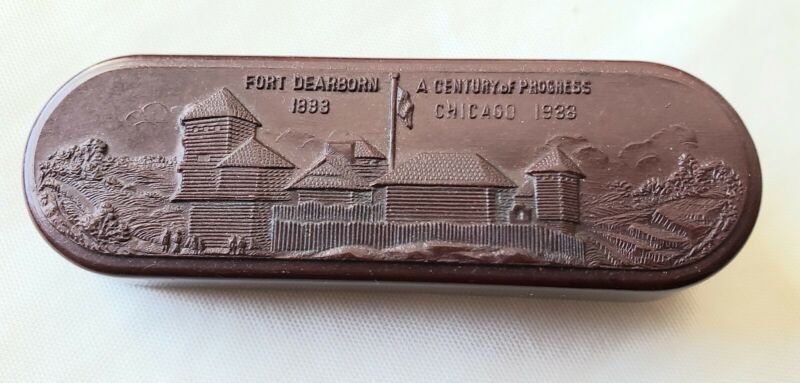 FORT DEARBORN
1833
A CENTURY of PROGRESS
CHICAGO 1933